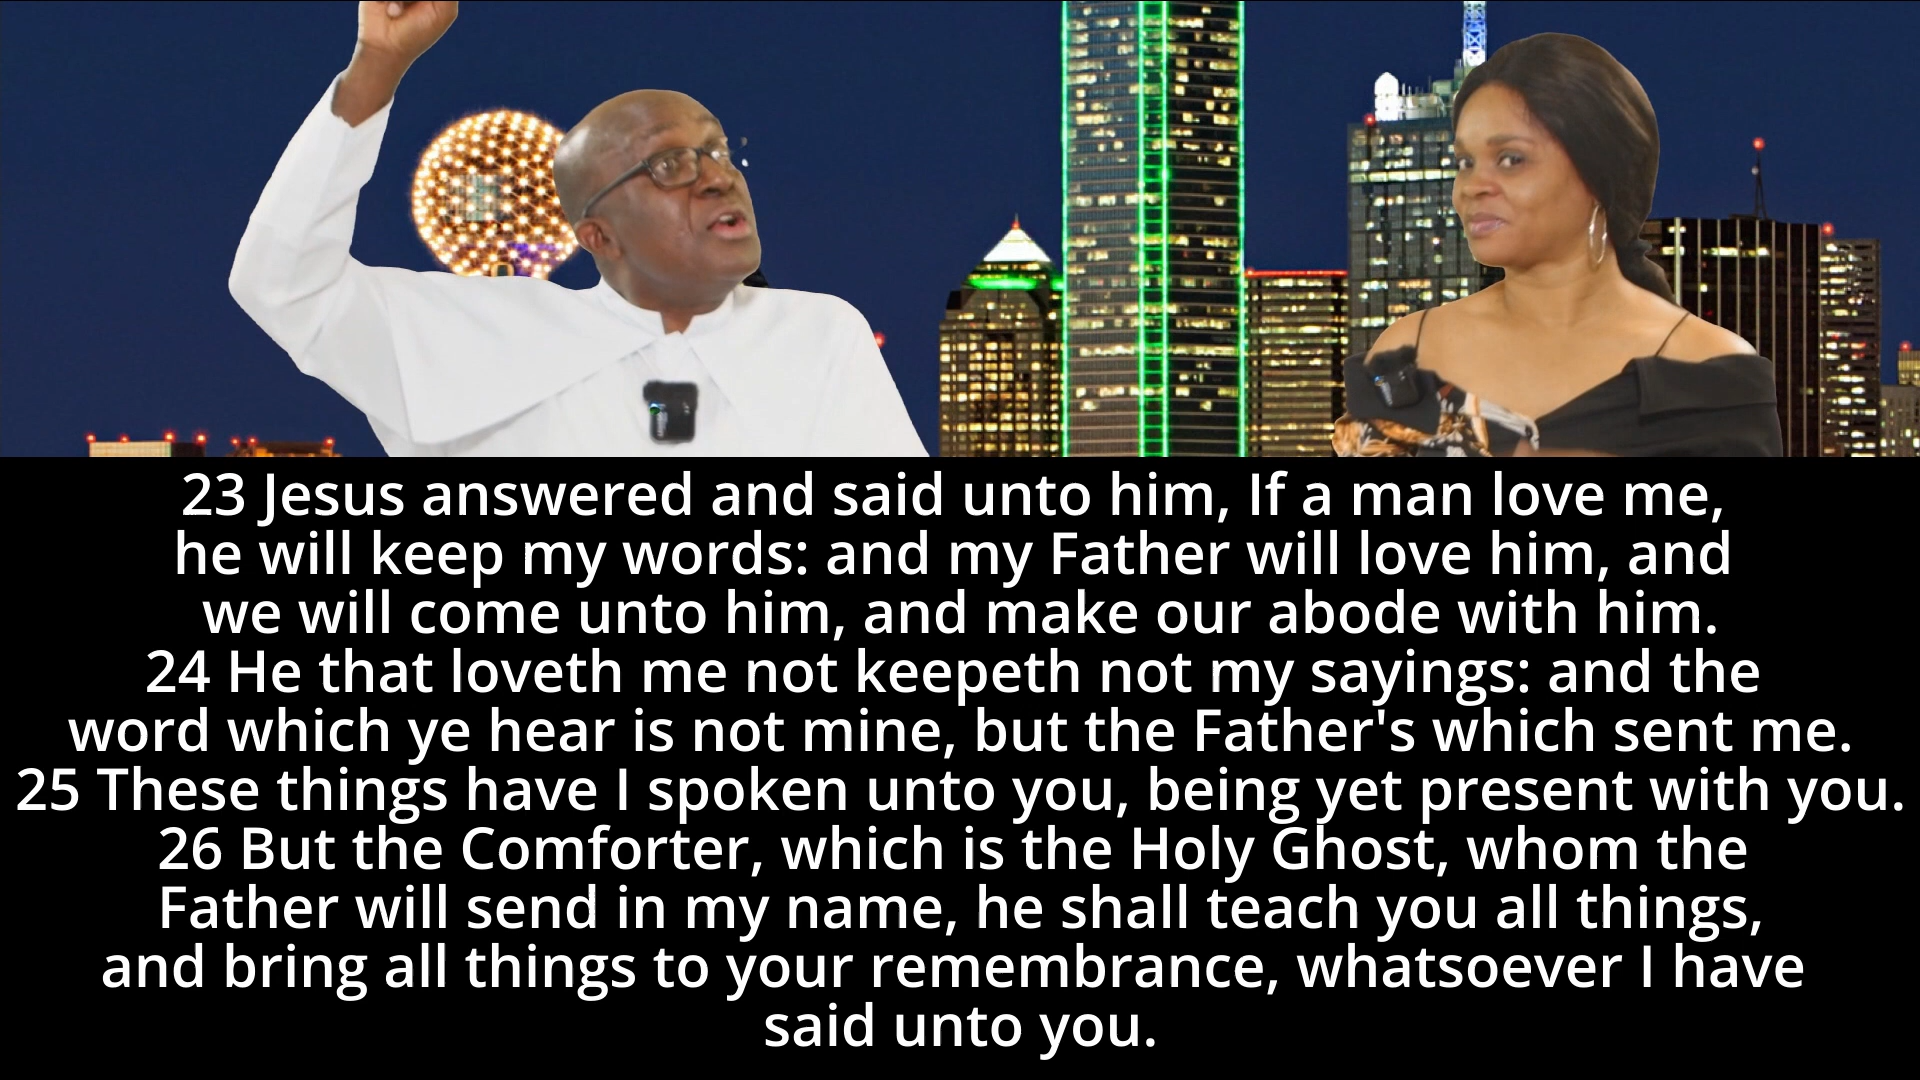 23 Jesus answered and said unto him, If a man love me,
he will keep my words: and my Father will love him, and
we will come unto him, and make our abode with him.
24 He that loveth me not keepeth not my sayings: and the
word which ye hear is not mine, but the Father's which sent me.
25 These things have I spoken unto you, being yet present with you.
26 But the Comforter, which is the Holy Ghost, whom the
Father will send in my name, he shall teach you all things,
and bring all things to your remembrance, whatsoever I have
said unto you.